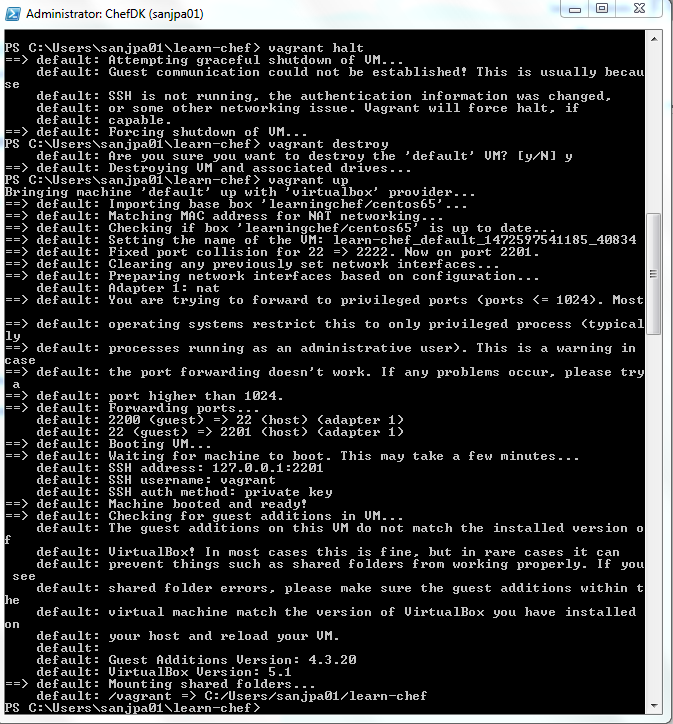 Administrator: ChefDK (sanjpa01)
PS C:\Users\sanjpa01\learn-chef> vagrant halt
==> default: Attempting graceful shutdown of VM...
    default: Guest communication could not be established! This is usually becau
se
    default: SSH is not running, the authentication information was changed,
    default: or some other networking issue. Vagrant will force halt, if
    default: capable.
==> default: Forcing shutdown of VM...
PS C:\Users\sanjpa01\learn-chef> vagrant destroy
    default: Are you sure you want to destroy the 'default' VM? [y/N] y
==> default: Destroying VM and associated drives...
PS C:\Users\sanjpa01\learn-chef> vagrant up
Bringing machine 'default' up with 'virtualbox' provider...
==> default: Importing base box 'learningchef/centos65'...
==> default: Matching MAC address for NAT networking...
==> default: Checking if box 'learningchef/centos65' is up to date...
==> default: Setting the name of the VM: learn-chef_default_1472597541185_40834
==> default: Fixed port collision for 22 => 2222. Now on port 2201.
==> default: Clearing any previously set network interfaces...
==> default: Preparing network interfaces based on configuration...
    default: Adapter 1: nat
==> default: You are trying to forward to privileged ports (ports <= 1024). Most
==> default: operating systems restrict this to only privileged process (typical
ly
==> default: processes running as an administrative user). This is a warning in
case
==> default: the port forwarding doesn't work. If any problems occur, please try
 a
==> default: port higher than 1024.
==> default: Forwarding ports...
    default: 2200 (guest) => 22 (host) (adapter 1)
    default: 22 (guest) => 2201 (host) (adapter 1)
==> default: Booting VM...
==> default: Waiting for machine to boot. This may take a few minutes...
    default: SSH address: 127.0.0.1:2201
    default: SSH username: vagrant
    default: SSH auth method: private key
==> default: Machine booted and ready!
==> default: Checking for guest additions in VM...
    default: The guest additions on this VM do not match the installed version o
f
    default: VirtualBox! In most cases this is fine, but in rare cases it can
    default: prevent things such as shared folders from working properly. If you
 see
    default: shared folder errors, please make sure the guest additions within t
he
    default: virtual machine match the version of VirtualBox you have installed
on
    default: your host and reload your VM.
    default:
    default: Guest Additions Version: 4.3.20
    default: VirtualBox Version: 5.1
==> default: Mounting shared folders...
    default: /vagrant => C:/Users/sanjpa01/learn-chef
PS C:\Users\sanjpa01\learn-chef>